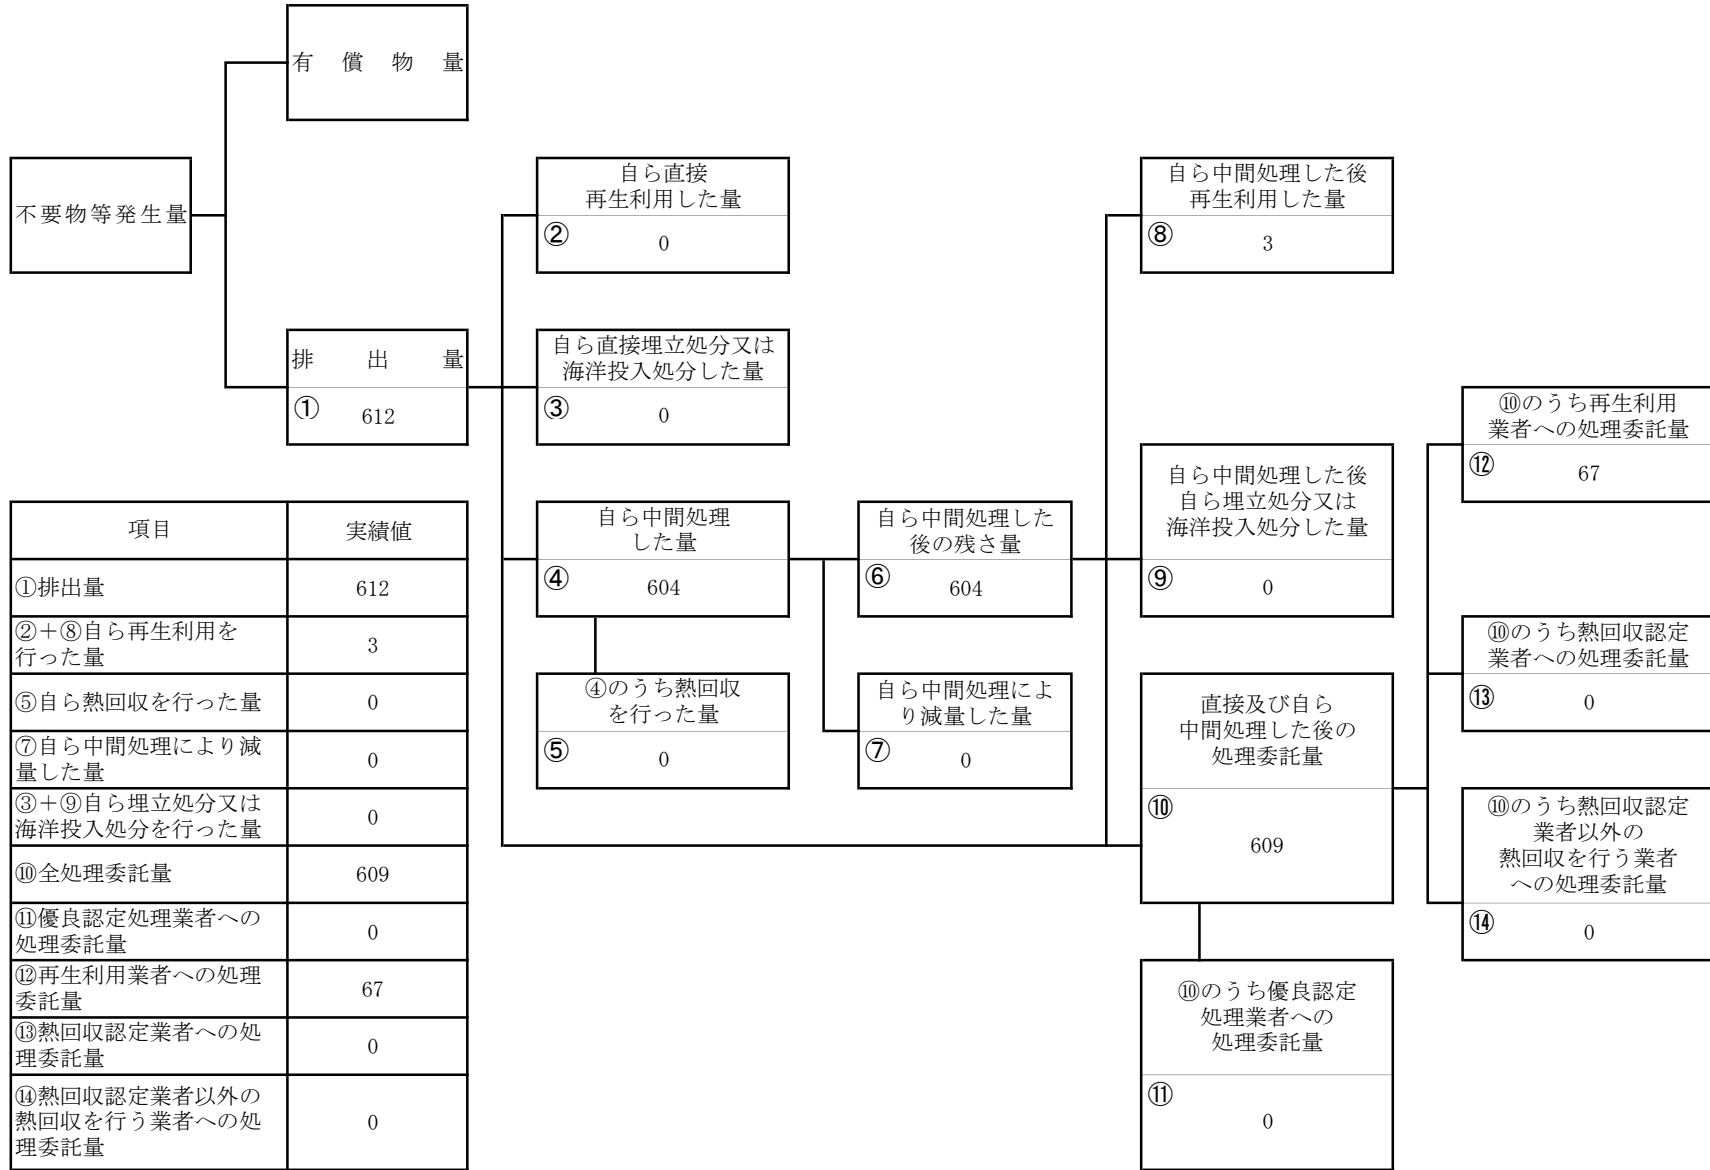 有償物量
不要物等発生量
自ら直接
再生利用した量
②
0
自ら中間処理した後
再生利用した量
⑧
3
排出量
①
612
自ら直接埋立処分又は
海洋投入処分した量
③
0
⑩のうち再生利用
業者への処理委託量
⑫
67
自ら中間処理
した量
④
604
自ら中間処理した
後の残さ量
⑥
604
自ら中間処理した後
自ら埋立処分又は
海洋投入処分した量
⑨
0
⑩のうち熱回収認定
業者への処理委託量
⑬
0
④のうち熱回収
を行った量
⑤
0
自ら中間処理によ
り減量した量
⑦
0
直接及び自ら
中間処理した後の
処理委託量
⑩
609
⑩のうち熱回収認定
業者以外の
熱回収を行う業者
への処理委託量
⑭
0
⑩のうち優良認定
処理業者への
処理委託量
⑪
0
項目 実績値
①排出量 612
②＋⑧自ら再生利用を
行った量 3
⑤自ら熱回収を行った量 0
⑦自ら中間処理により減
量した量 0
③＋⑨自ら埋立処分又は
海洋投入処分を行った量 0
⑩全処理委託量 609
⑪優良認定処理業者への
処理委託量 0
⑫再生利用業者への処理
委託量 67
⑬熱回収認定業者への処
理委託量 0
⑭熱回収認定業者以外の
熱回収を行う業者への処
理委託量 0